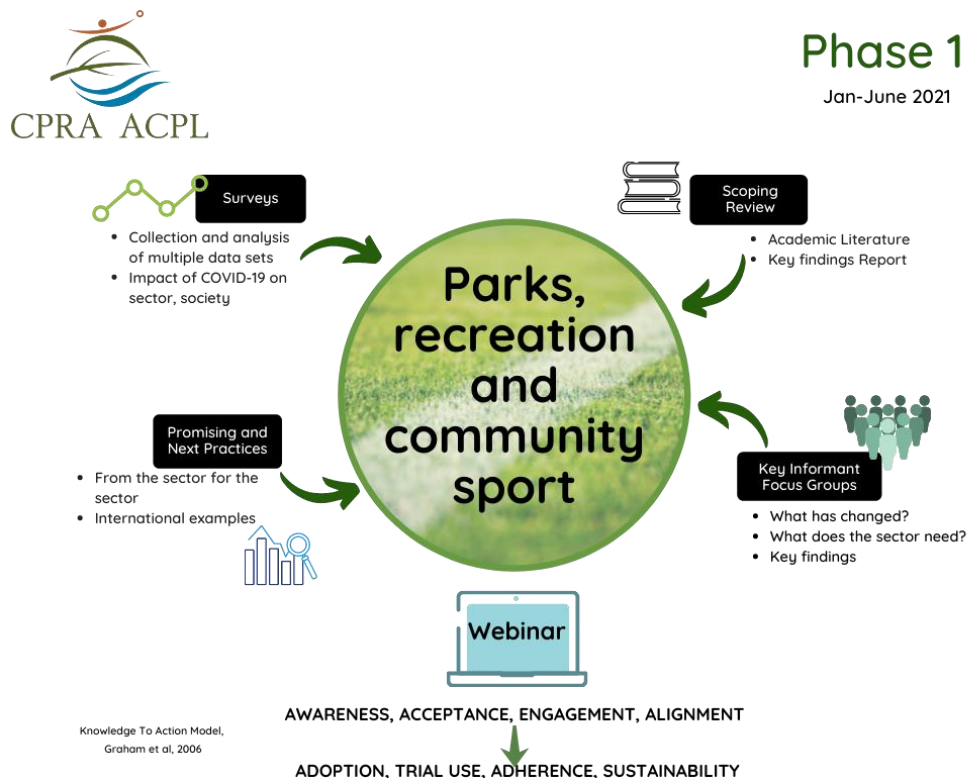 CPRA ACPL
Phase 1
Jan-June 2021
Surveys
• Collection and analysis
of multiple data sets
• Impact of COVID-19 on
sector, society
Scoping
Review
• Academic Literature
• Key findings Report
Parks,
recreation
and
community
sport
Promising and
Next Practices
• From the sector for the
sector
• International examples
Key Informant
Focus Groups
• What has changed?
• What does the sector need?
• Key findings
Webinar
AWARENESS, ACCEPTANCE, ENGAGEMENT, ALIGNMENT
Knowledge To Action Model,
Graham et al, 2006
ADOPTION, TRIAL USE, ADHERENCE, SUSTAINABILITY